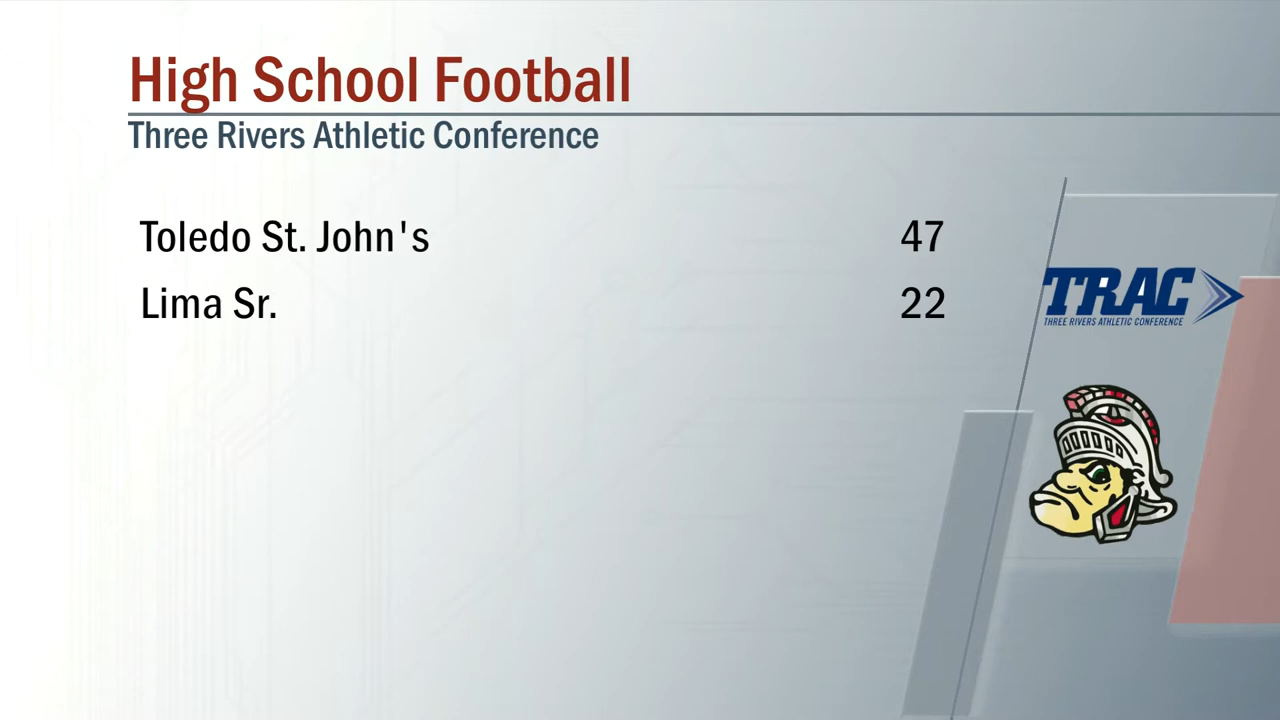 High School Football
Three Rivers Athletic Conference
Toledo St. John's 47
Lima Sr. 22
TRAC
THREE RIVERS ATHLETIC CONFERENCE